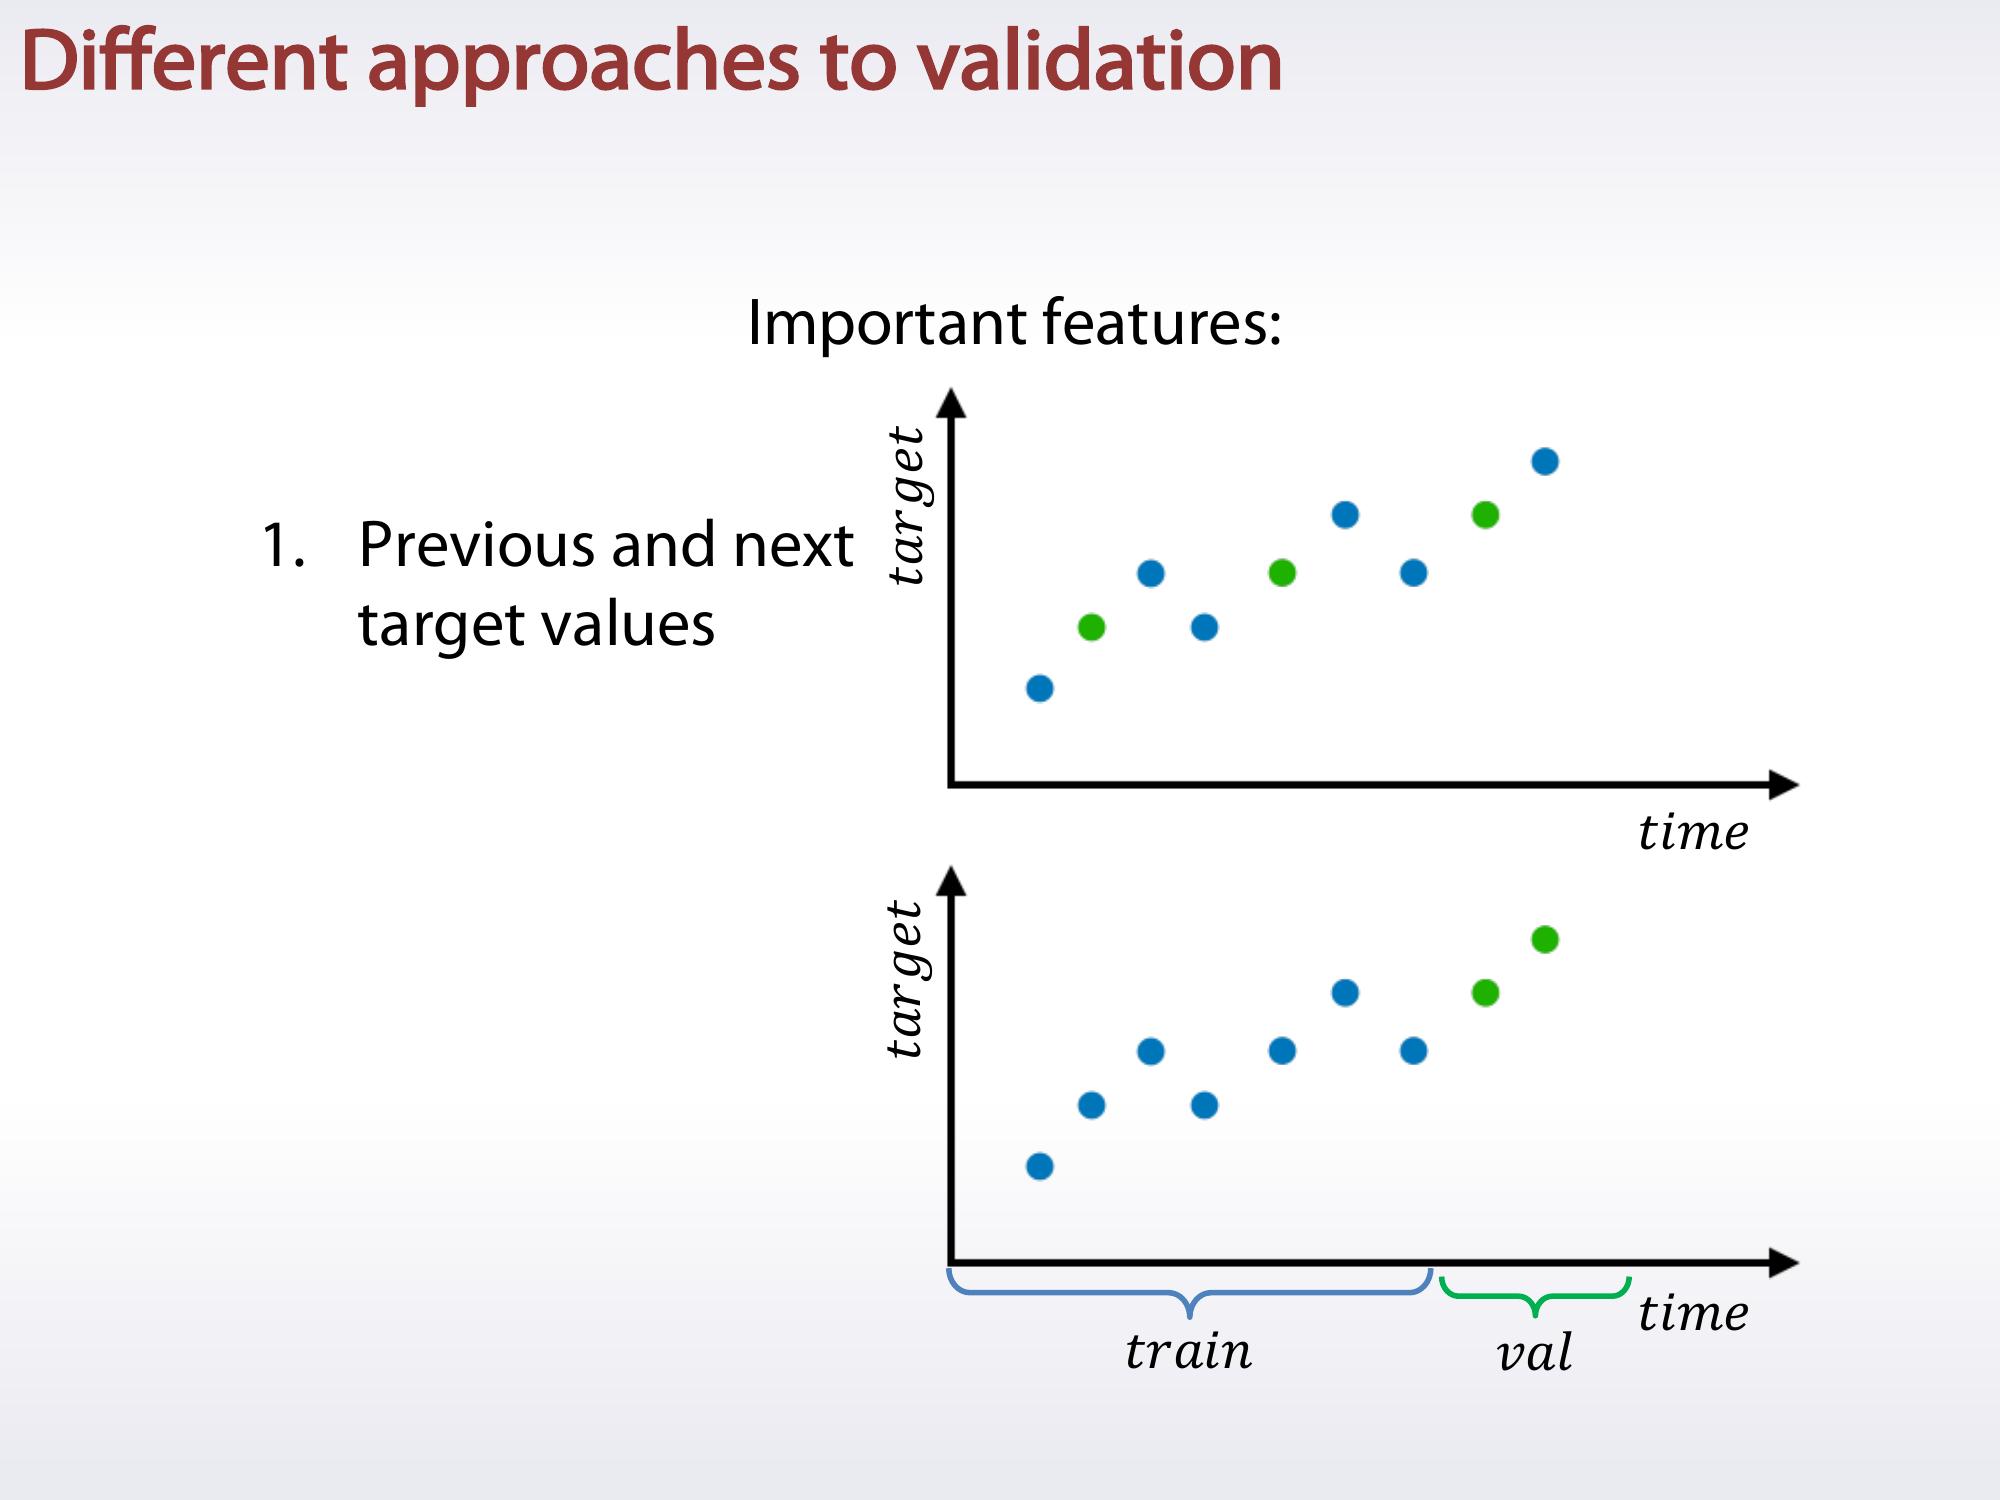 Different approaches to validation
Important features:
1. Previous and next
target values
target
time
target
time
train
val